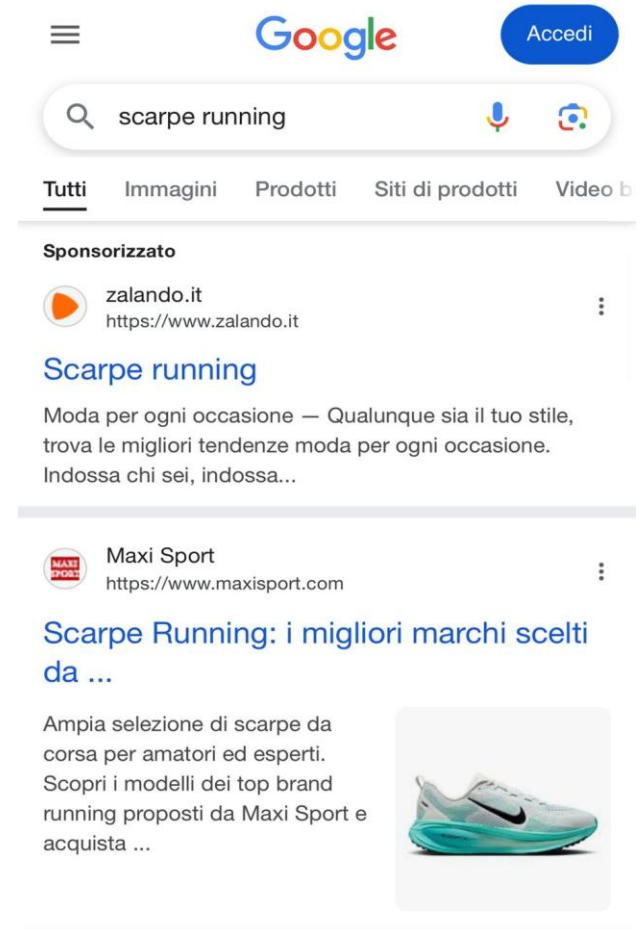 Google
Accedi
scarpe running
Tutti Immagini Prodotti Siti di prodotti Video b
Sponsorizzato
zalando.it
https://www.zalando.it
Scarpe running
Moda per ogni occasione — Qualunque sia il tuo stile,
trova le migliori tendenze moda per ogni occasione.
Indossa chi sei, indossa...
MAXI
SPORT
Maxi Sport
https://www.maxisport.com
Scarpe Running: i migliori marchi scelti
da ...
Ampia selezione di scarpe da
corsa per amatori ed esperti.
Scopri i modelli dei top brand
running proposti da Maxi Sport e
acquista ...